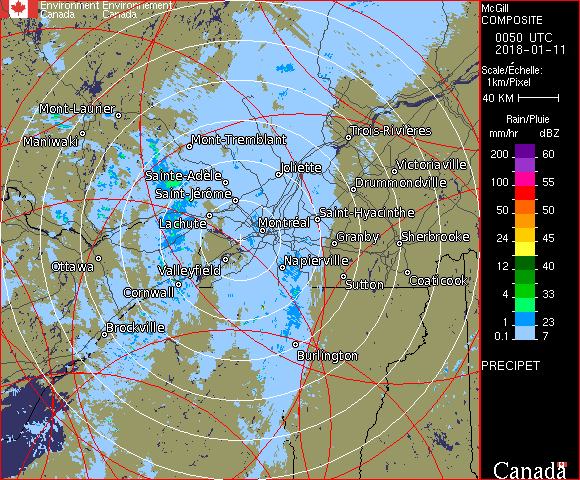 Environment Environnement
Canada Canada
McGill
COMPOSITE
0050 UTC
2018-01-11
Scale/Échelle:
1km/Pixel
40 KM
Rain/Pluie
mm/hr dBZ
200 60
100 55
50 50
24 45
12 40
4 33
1 23
0.1 7
PRECIPET
Canada
Mont-Laurier
Maniwaki
Mont-Tremblant
Trois-Rivières
Sainte-Adèle
Joliette
Victoriaville
Saint-Jérôme
Drummondville
Lachute
Montréal
Saint-Hyacinthe
Granby
Sherbrooke
Ottawa
Valleyfield
Napierville
Cornwall
Sutton
Coaticook
Brockville
Burlington